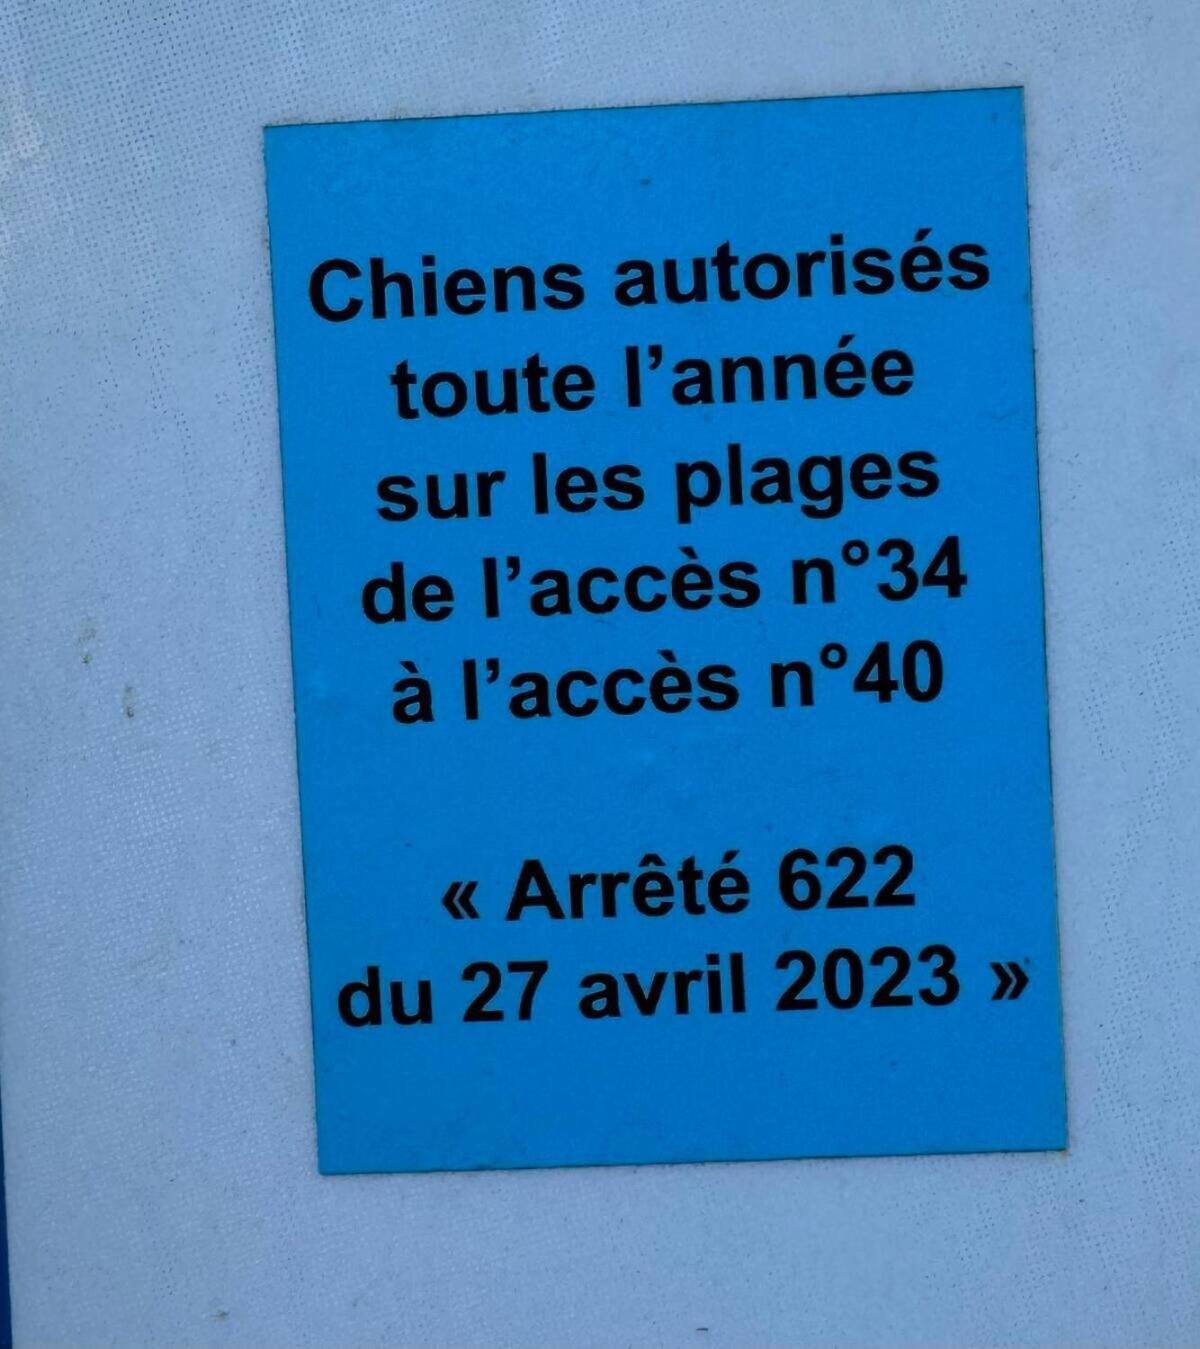 Chiens autorisés
toute l’année
sur les plages
de l’accès n°34
à l’accès n°40
« Arrêté 622
du 27 avril 2023 »